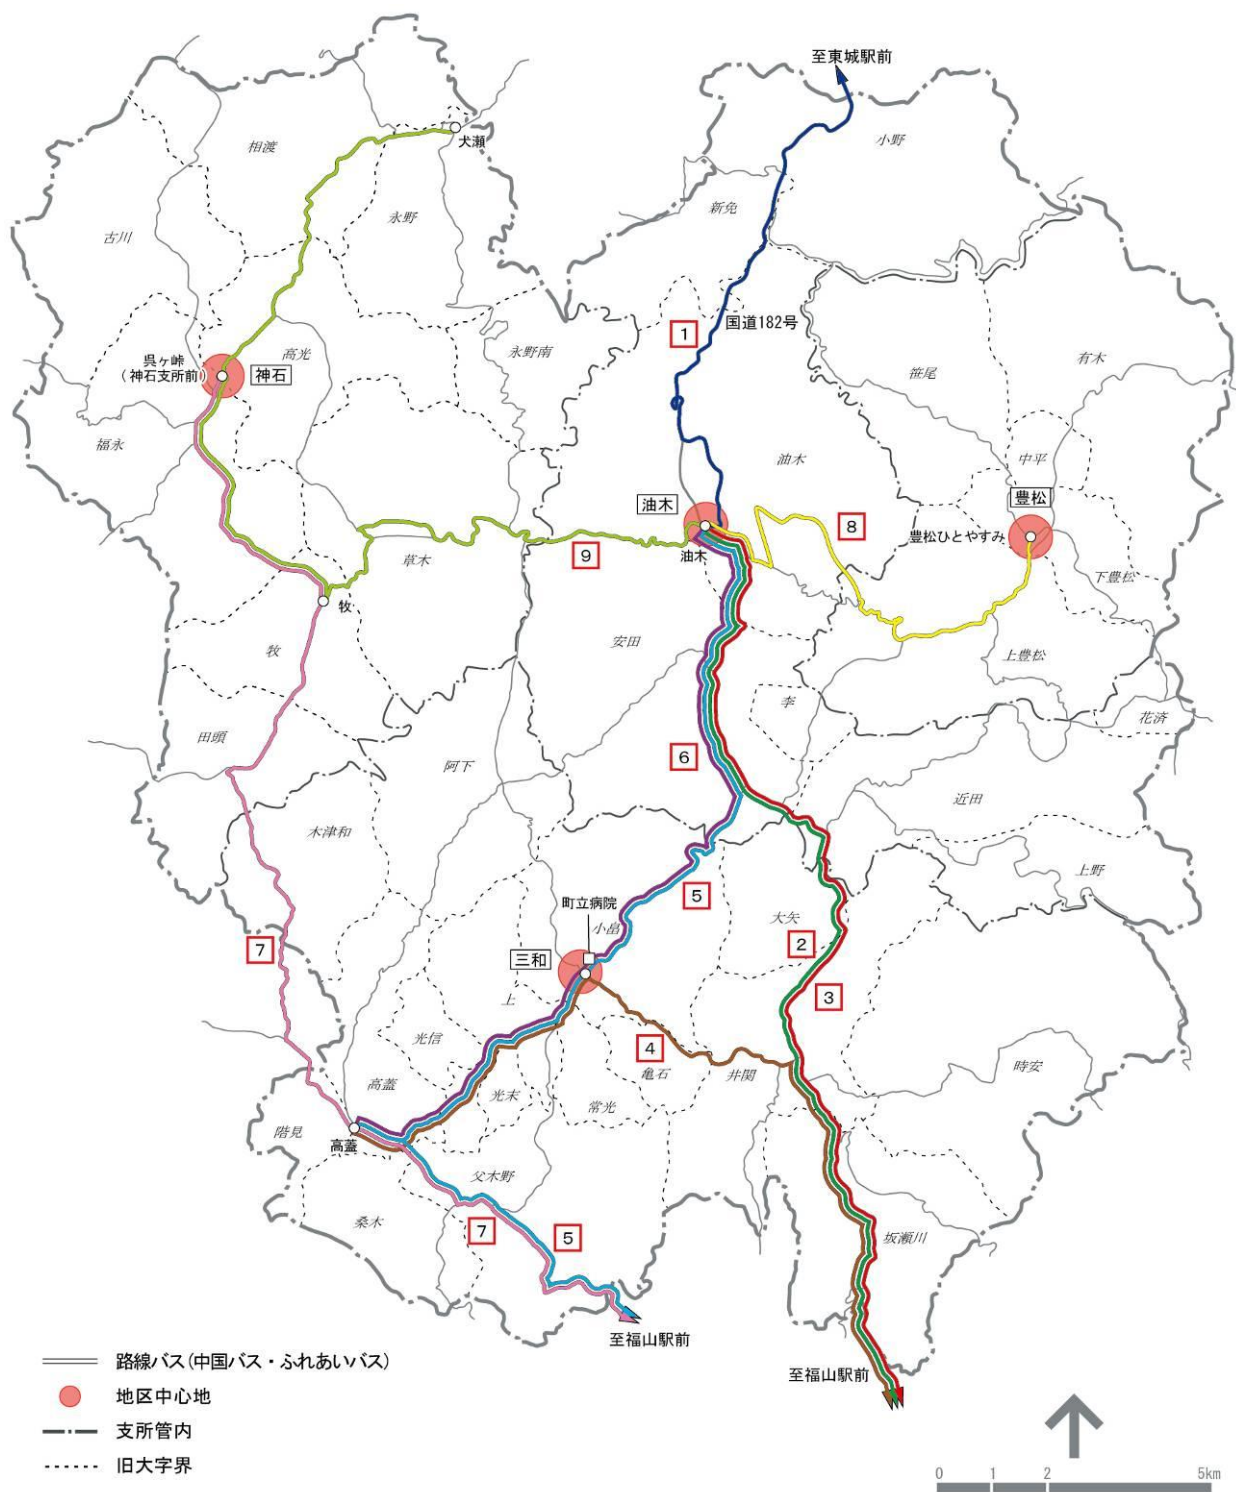 至東城駅前
小野
犬瀬
相渡
永野
新免
古川
国道182号
1
呉ヶ峠
(神石支所前)
神石
高光
永野南
有木
笹尾
福永
油木
中平
油木
豊松
8
豊松ひとやすみ
草木
9
油木
下豊松
牧
安田
牧
上豊松
李
花済
田頭
6
阿下
近田
木津和
上野
5
町立病院
小畠
大矢
7
三和
2
3
上
光信
4
亀石
井関
時安
高蓋
光末
常光
階見
高蓋
父木野
桑木
7
5
坂瀬川
至福山駅前
至福山駅前
路線バス(中国バス・ふれあいバス)
地区中心地
支所管内
旧大字界
0 1 2 5km